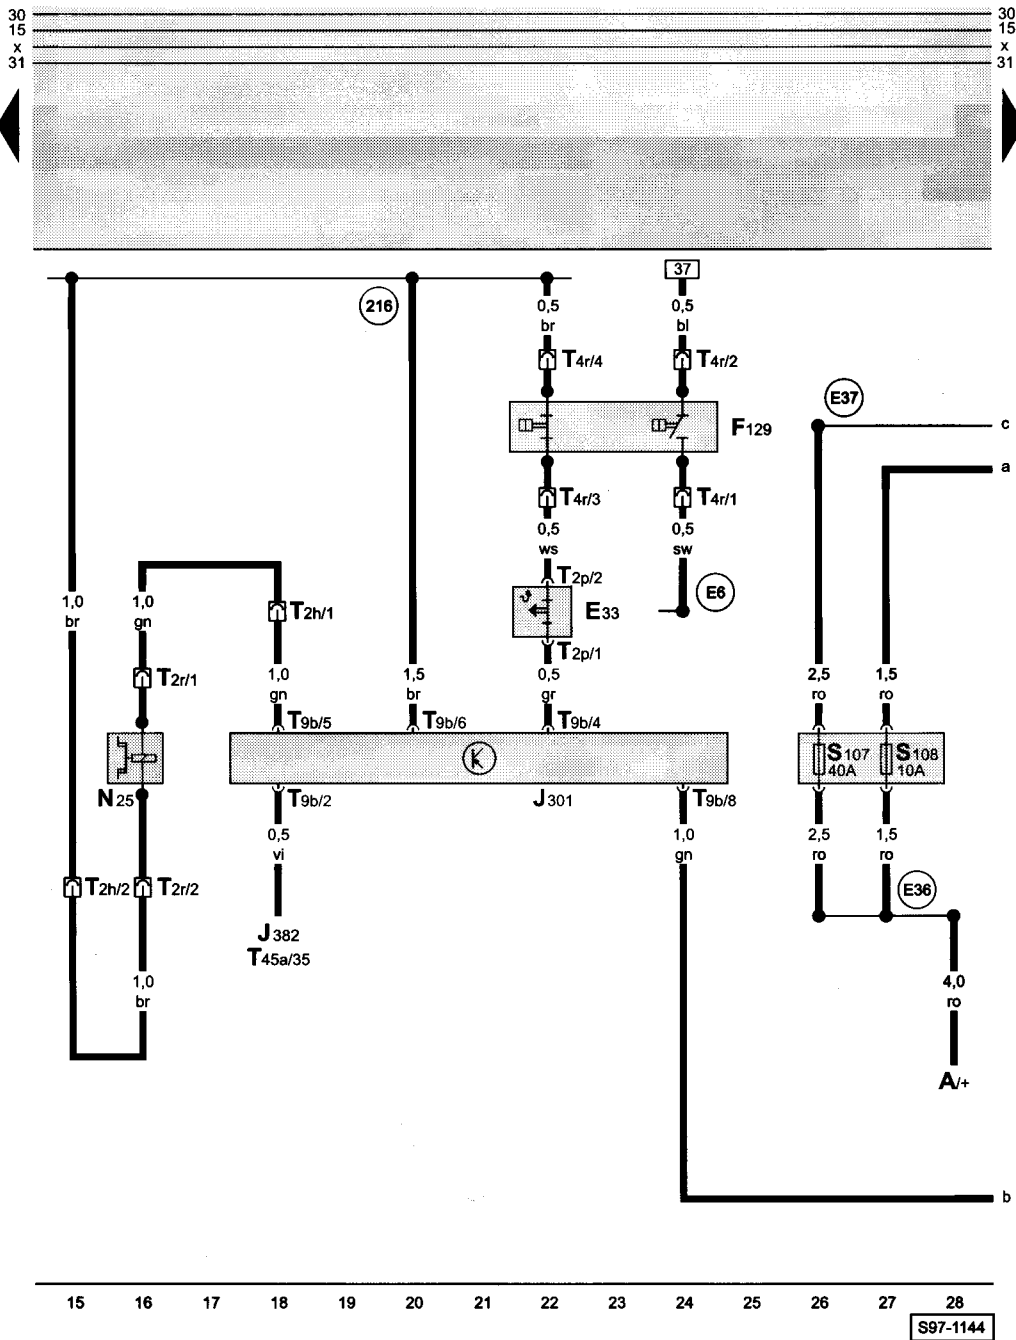 30 30
15 15
x x
31 31
216
37
0,5 0,5
br bl
T4r/4 T4r/2
E37
F129
c
a
T4r/3 T4r/1
0,5 0,5
ws sw
T2p/2
1,0 1,0
br gn
T2h/1
E33
E6
T2p/1
T2r/1
1,0 1,5 0,5 2,5 1,5
gn br gr ro ro
T9b/5 T9b/6 T9b/4
S107 S108
40A 10A
N25
T9b/2 J301 T9b/8
0,5 1,0 2,5 1,5
vi gn ro ro
T2h/2 T2r/2
E36
J382
T45a/35
1,0 4,0
br ro
A/+
b
15 16 17 18 19 20 21 22 23 24 25 26 27 28
S97-1144